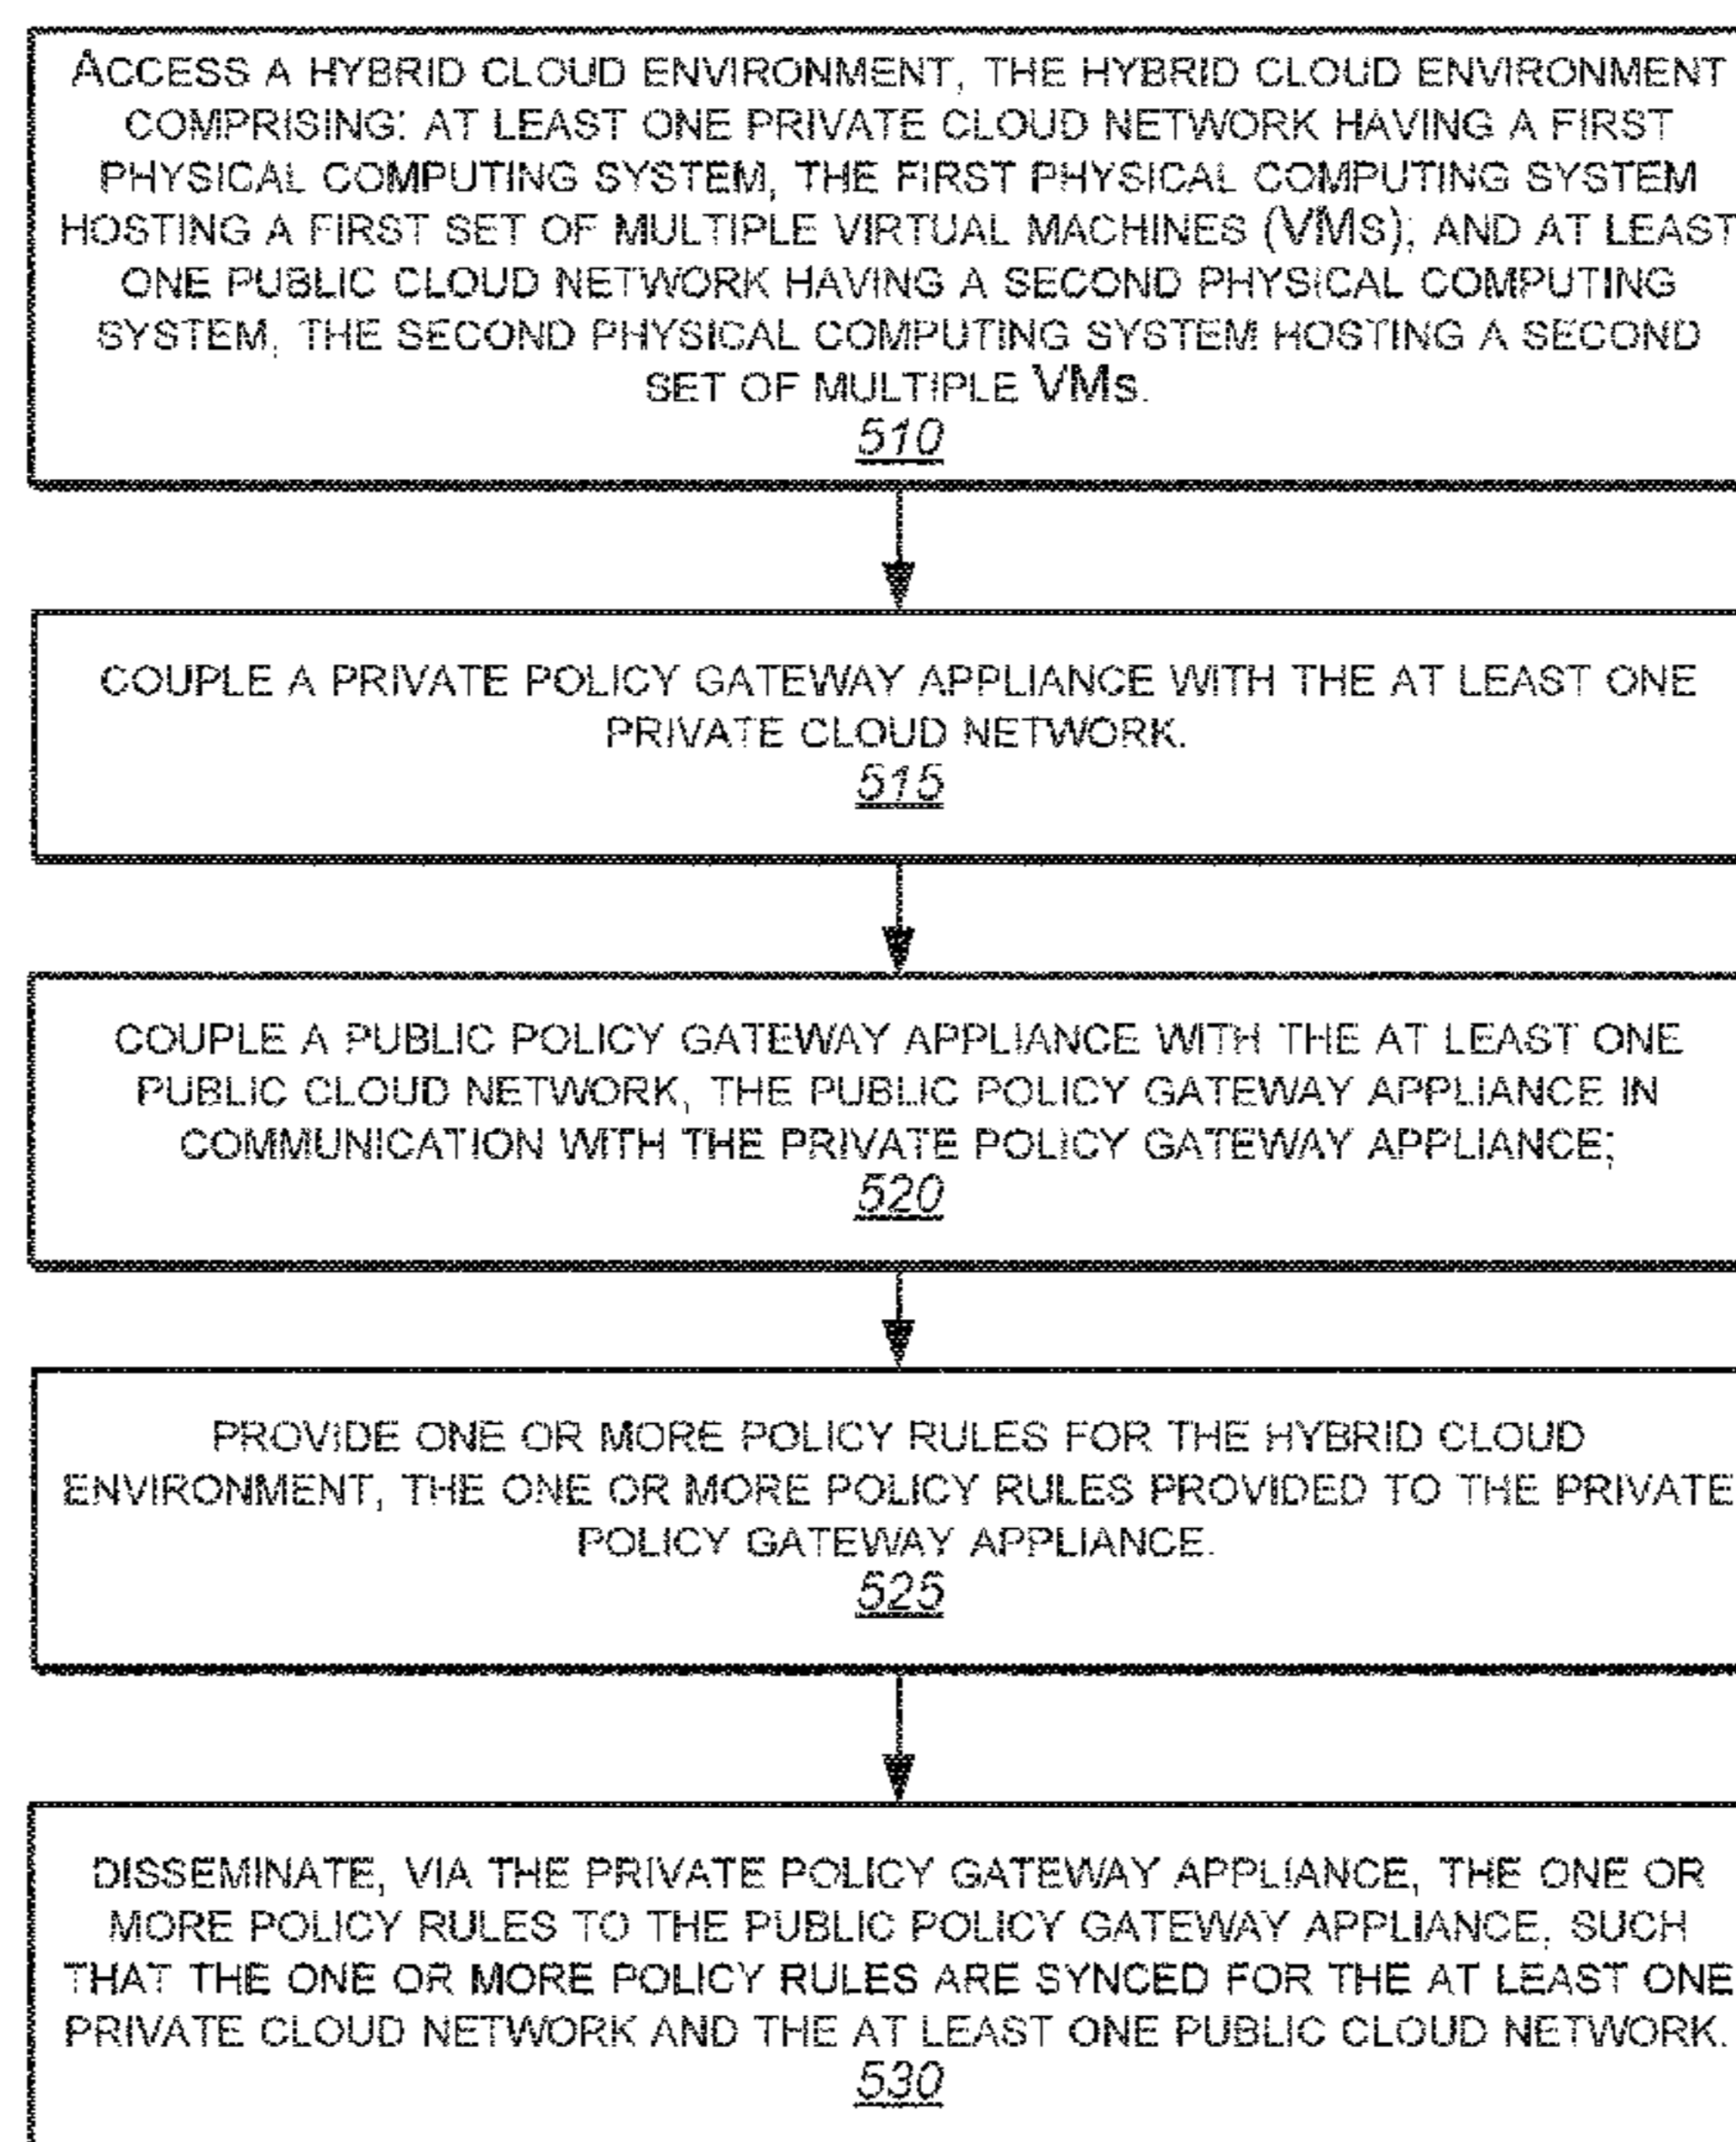 ACCESS A HYBRID CLOUD ENVIRONMENT, THE HYBRID CLOUD ENVIRONMENT
COMPRISING: AT LEAST ONE PRIVATE CLOUD NETWORK HAVING A FIRST
PHYSICAL COMPUTING SYSTEM, THE FIRST PHYSICAL COMPUTING SYSTEM
HOSTING A FIRST SET OF MULTIPLE VIRTUAL MACHINES (VMS); AND AT LEAST
ONE PUBLIC CLOUD NETWORK HAVING A SECOND PHYSICAL COMPUTING
SYSTEM, THE SECOND PHYSICAL COMPUTING SYSTEM HOSTING A SECOND
SET OF MULTIPLE VMs.
510
COUPLE A PRIVATE POLICY GATEWAY APPLIANCE WITH THE AT LEAST ONE
PRIVATE CLOUD NETWORK.
515
COUPLE A PUBLIC POLICY GATEWAY APPLIANCE WITH THE AT LEAST ONE
PUBLIC CLOUD NETWORK, THE PUBLIC POLICY GATEWAY APPLIANCE IN
COMMUNICATION WITH THE PRIVATE POLICY GATEWAY APPLIANCE;
520
PROVIDE ONE OR MORE POLICY RULES FOR THE HYBRID CLOUD
ENVIRONMENT, THE ONE OR MORE POLICY RULES PROVIDED TO THE PRIVATE
POLICY GATEWAY APPLIANCE.
525
DISSEMINATE, VIA THE PRIVATE POLICY GATEWAY APPLIANCE, THE ONE OR
MORE POLICY RULES TO THE PUBLIC POLICY GATEWAY APPLIANCE, SUCH
THAT THE ONE OR MORE POLICY RULES ARE SYNCED FOR THE AT LEAST ONE
PRIVATE CLOUD NETWORK AND THE AT LEAST ONE PUBLIC CLOUD NETWORK.
530